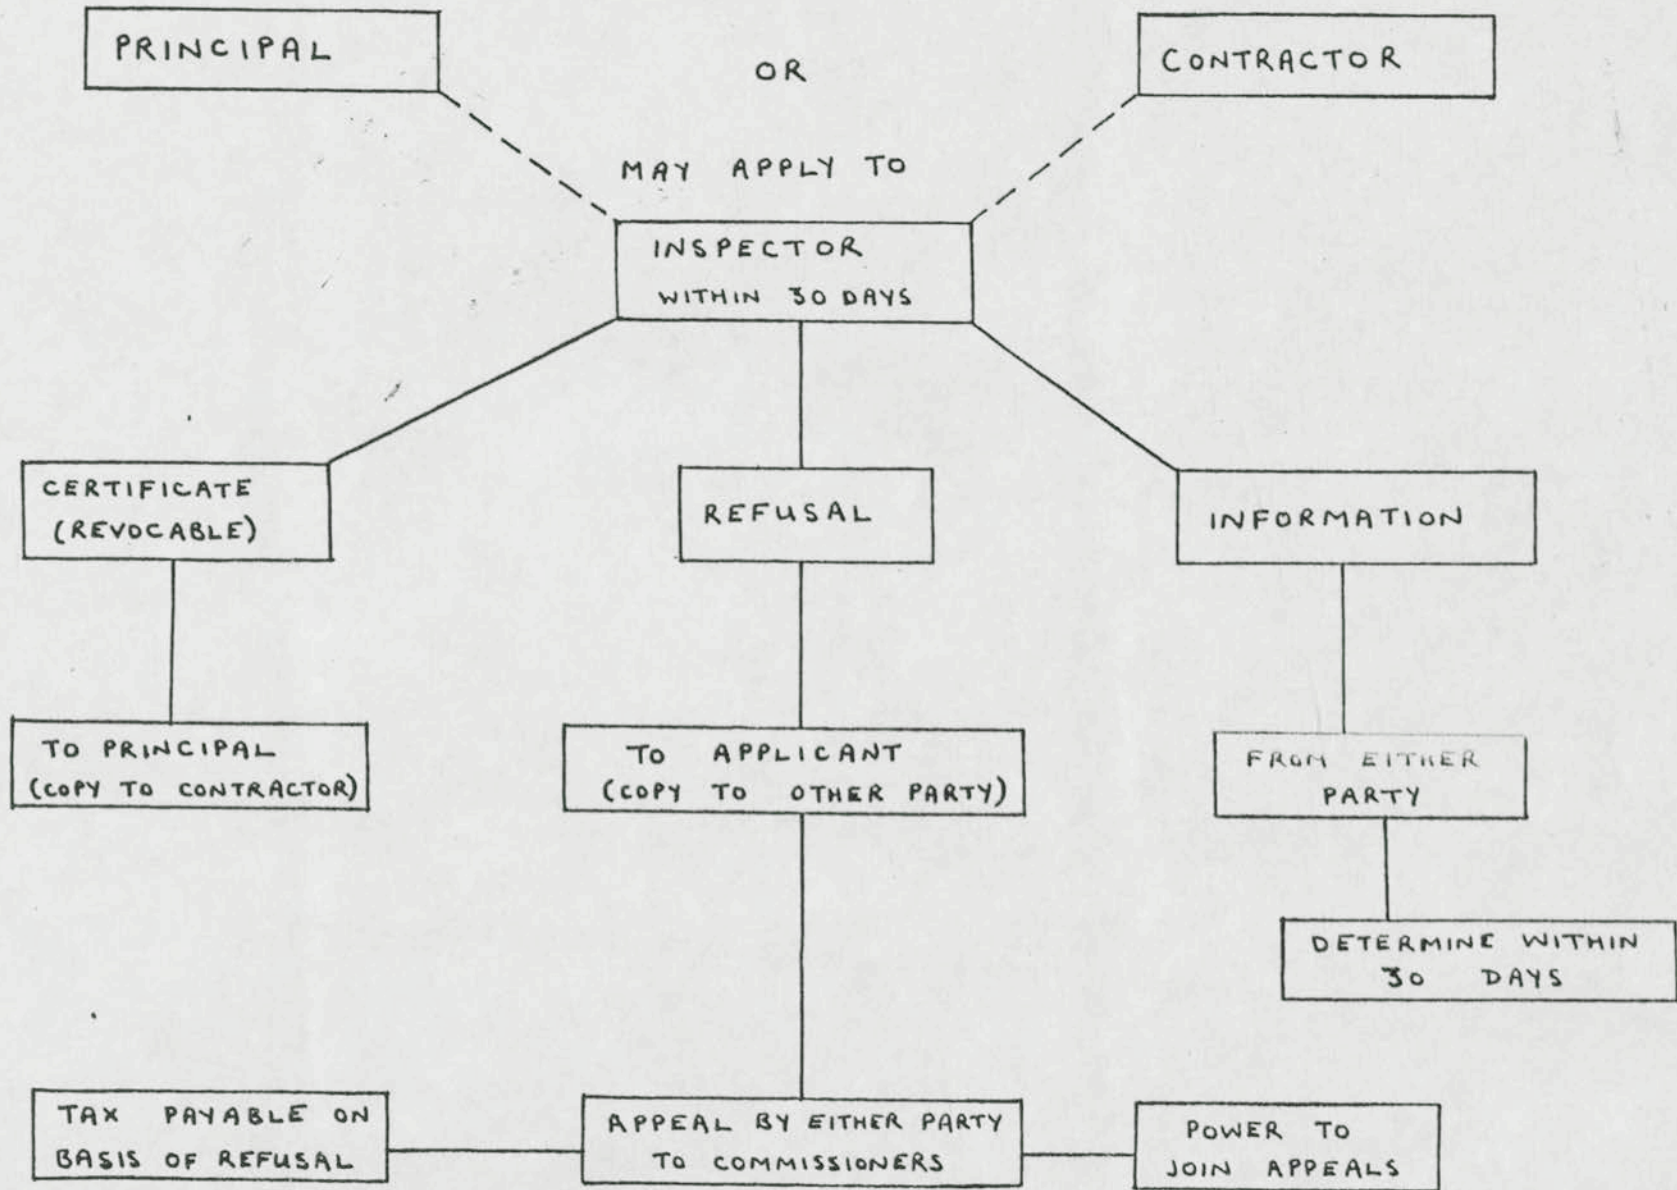 PRINCIPAL
OR
CONTRACTOR
MAY APPLY TO
INSPECTOR
WITHIN 30 DAYS
CERTIFICATE
(REVOCABLE)
REFUSAL
INFORMATION
TO PRINCIPAL
(COPY TO CONTRACTOR)
TO APPLICANT
(COPY TO OTHER PARTY)
FROM EITHER
PARTY
DETERMINE WITHIN
30 DAYS
TAX PAYABLE ON
BASIS OF REFUSAL
APPEAL BY EITHER PARTY
TO COMMISSIONERS
POWER TO
JOIN APPEALS